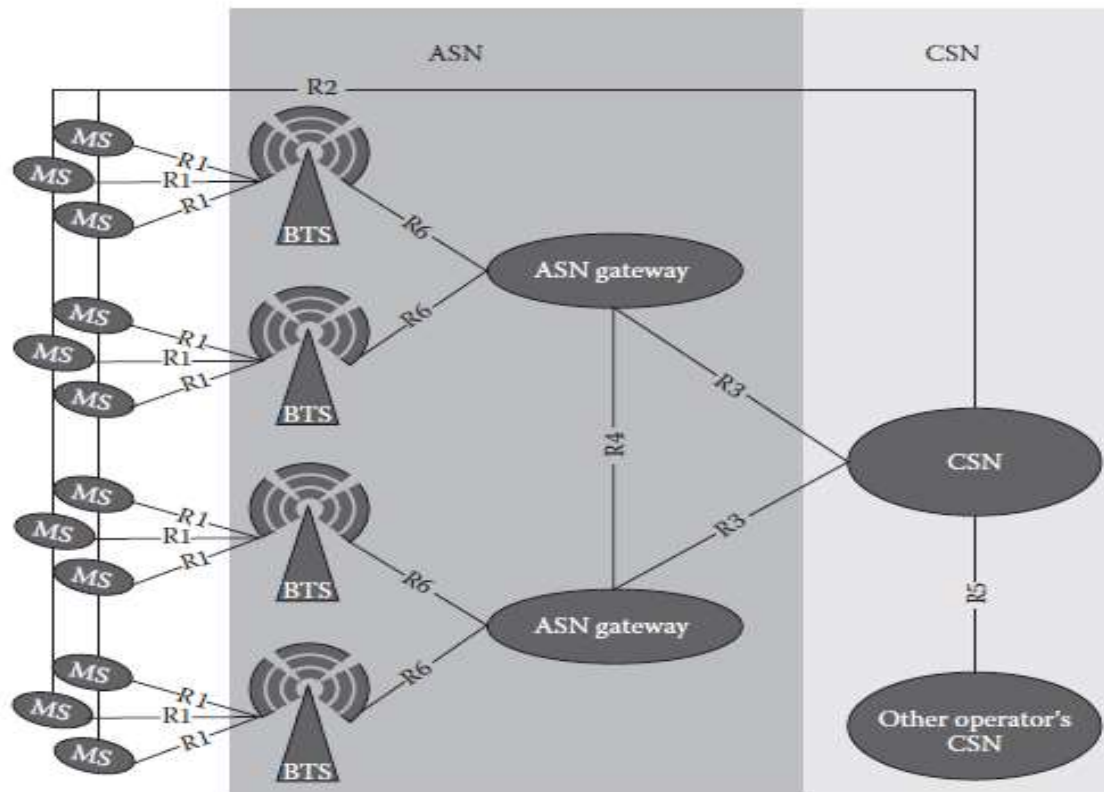 ASN
CSN
R2
MS
R1
MS
R1
MS
R1
BTS
R6
ASN gateway
MS
R1
MS
R1
MS
R1
BTS
R6
R3
R4
CSN
MS
R1
MS
R1
MS
R1
BTS
R6
R3
ASN gateway
R5
MS
R1
MS
R1
MS
R1
BTS
R6
Other operator's
CSN